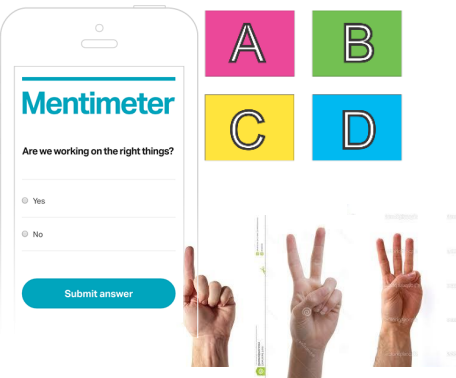 Mentimeter
Are we working on the right things?
Yes
No
Submit answer
A
B
C
D